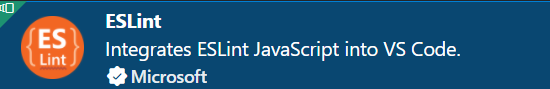 ES
Lint
ESLint
Integrates ESLint JavaScript into VS Code.
Microsoft